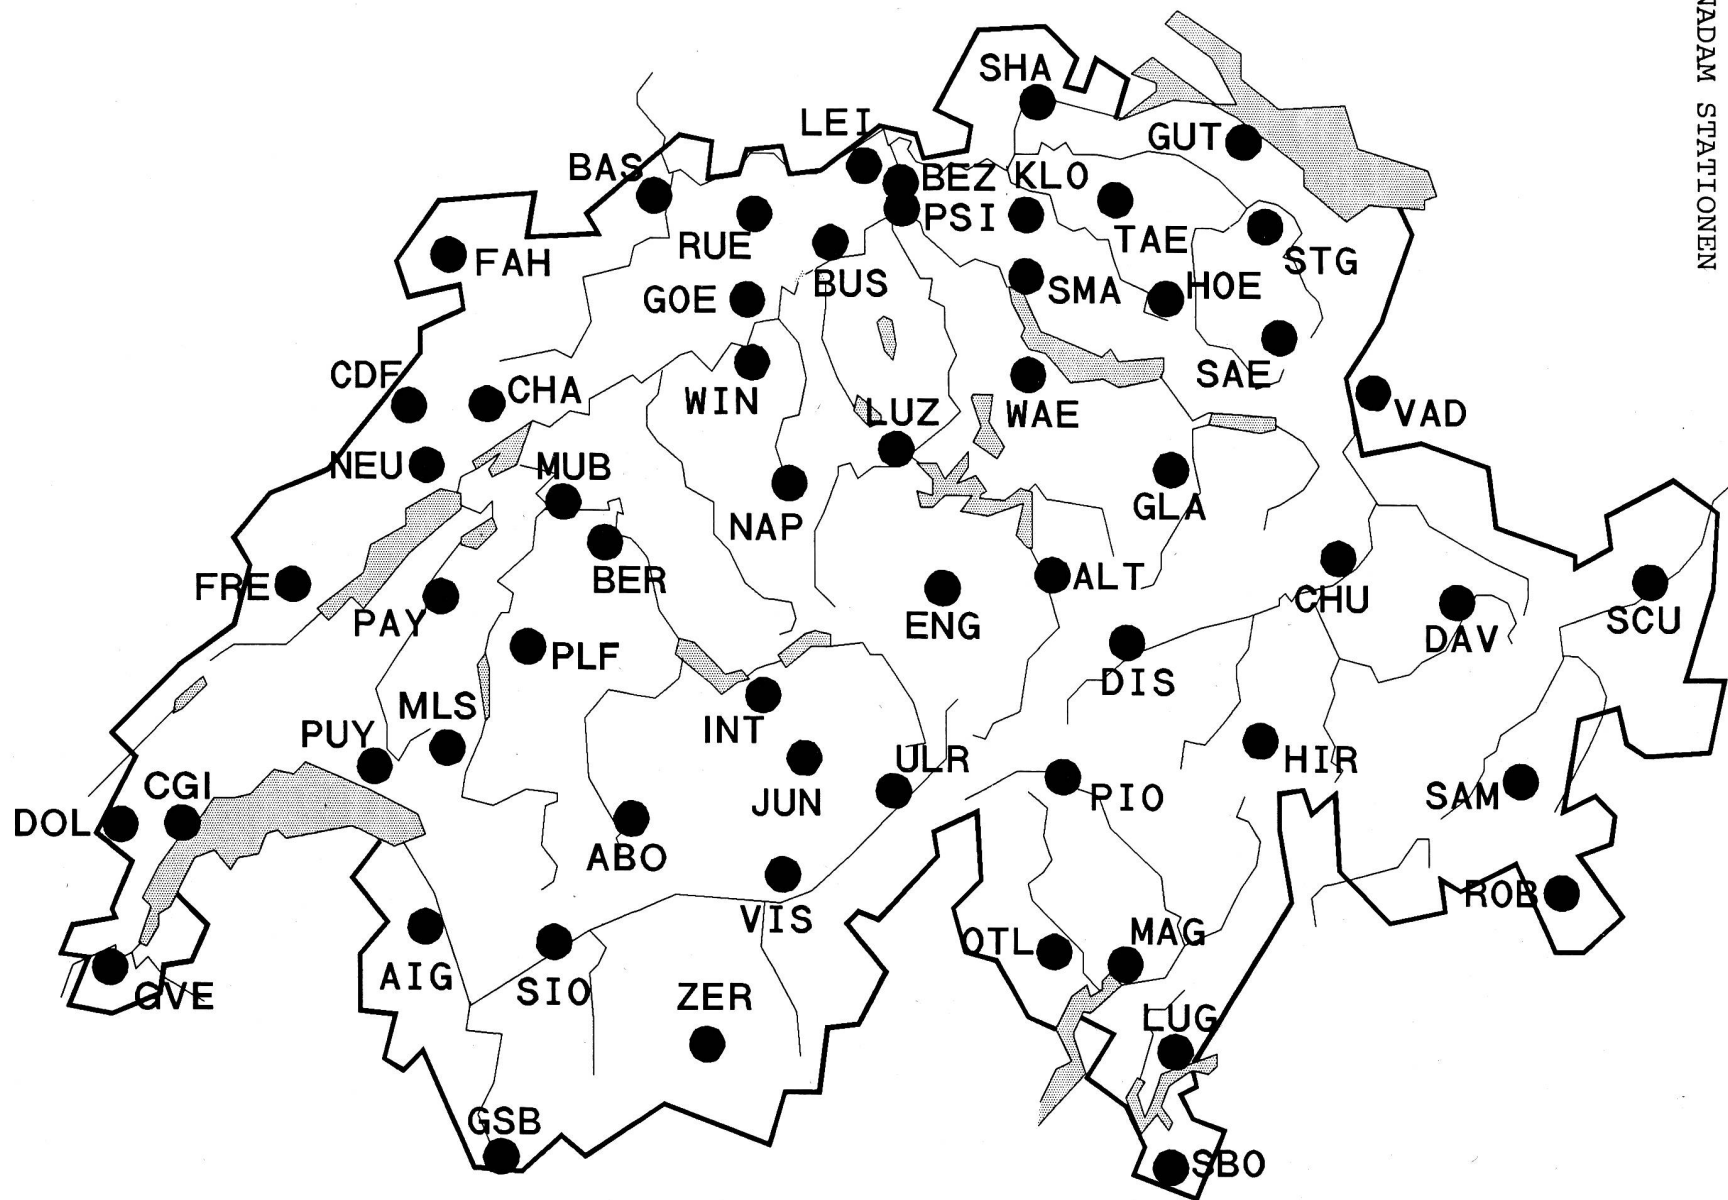 NADAM STATIONEN
SHA
LEI
GUT
BAS
BEZ
KLO
PSI
RUE
TAE
FAH
STG
BUS
SMA
HOE
GOE
CDF
CHA
SAE
WIN
LUZ
WAE
VAD
NEU
MUB
GLA
NAP
FRE
BER
ALT
CHU
PAY
ENG
DAV
SCU
PLF
DIS
MLS
PUY
INT
ULR
HIR
CGI
JUN
PIO
SAM
DOL
ABO
ROB
VIS
OTL
MAG
AIG
SIO
ZER
GVE
LUG
GSB
SBO